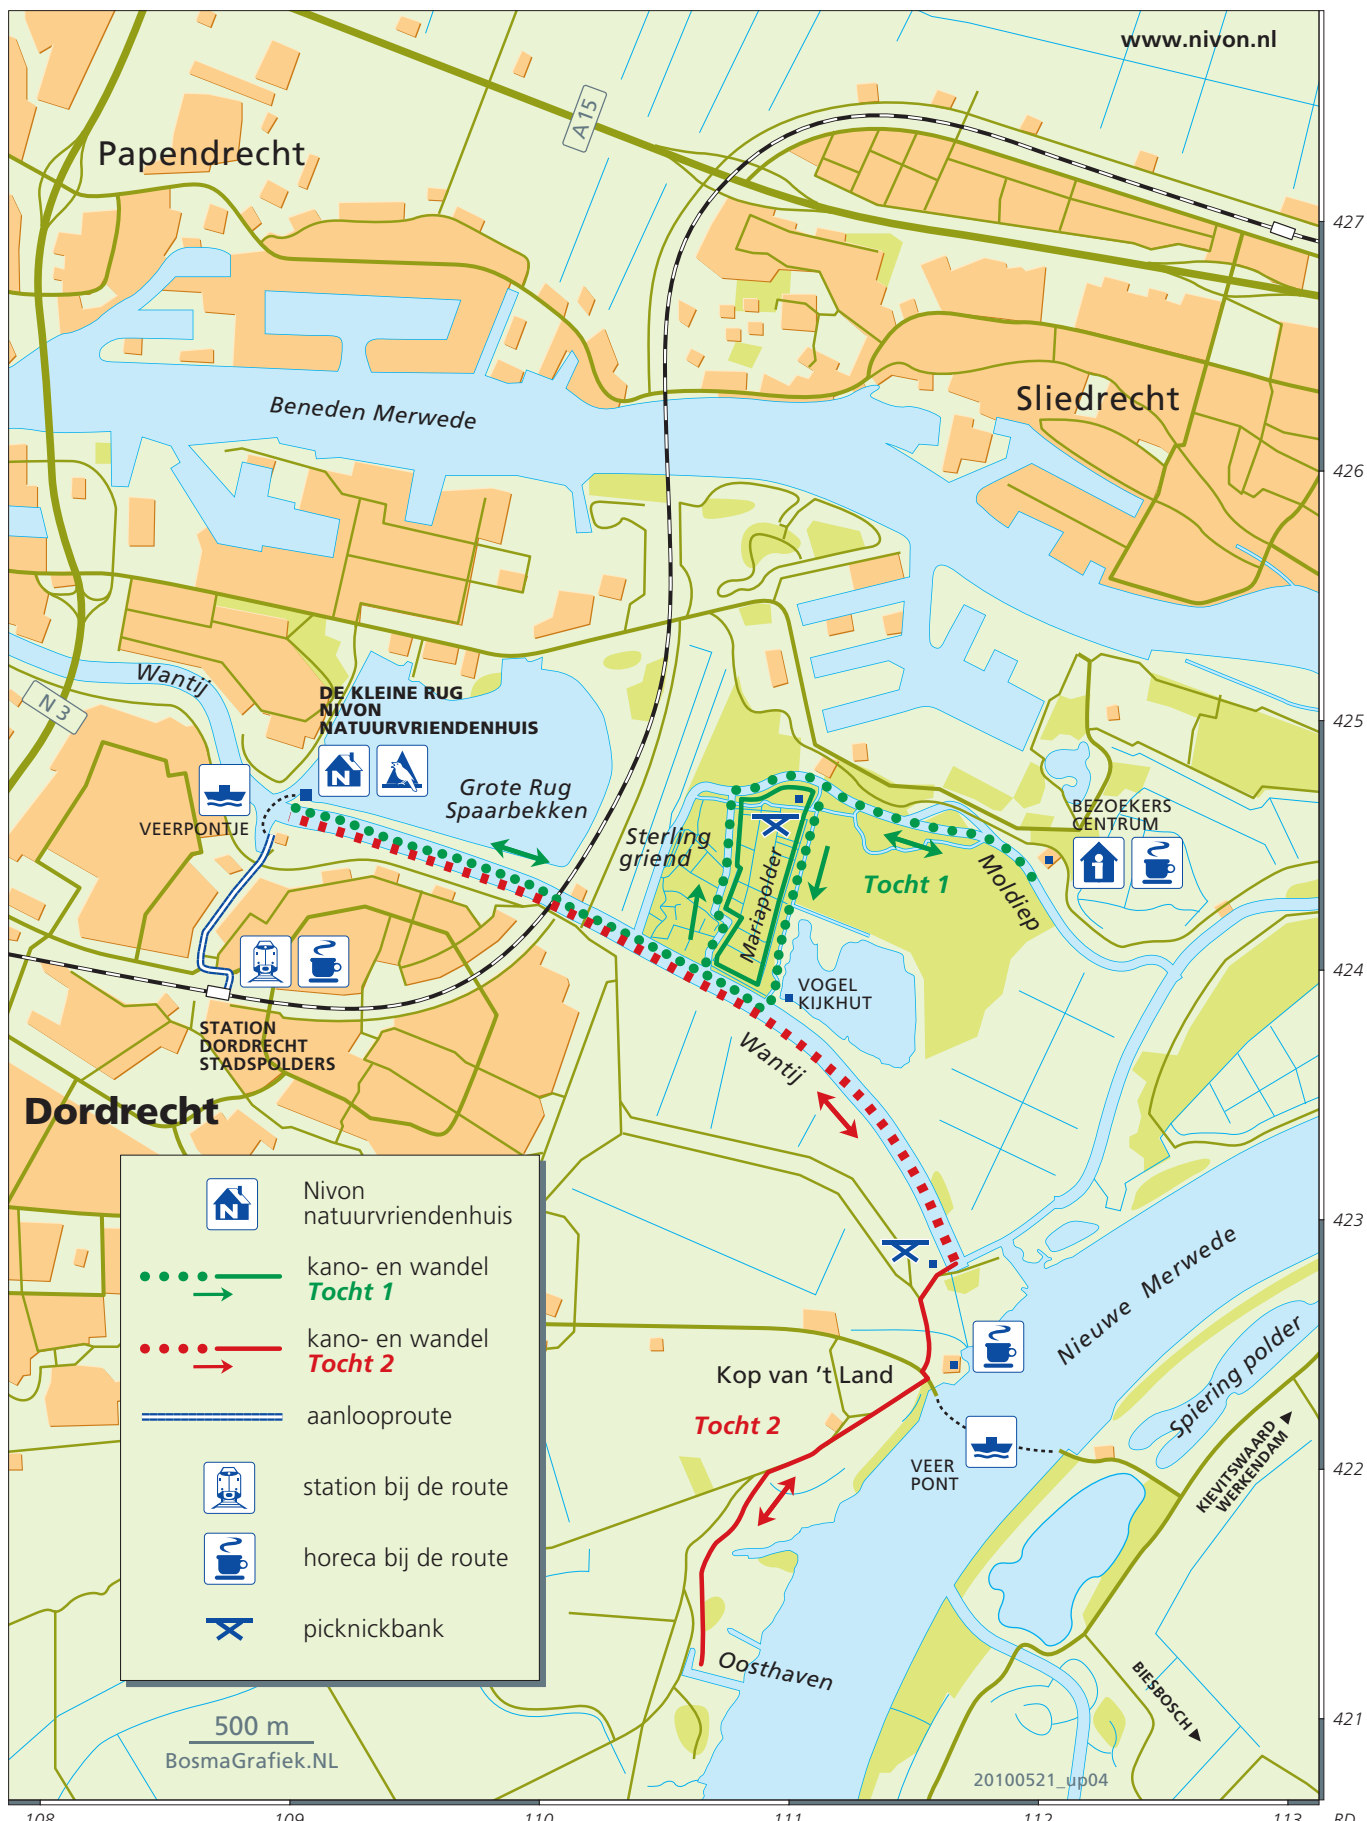 www.nivon.nl
A 15
Papendrecht
427
Sliedrecht
Beneden Merwede
426
Wantij
N 3
DE KLEINE RUG
NIVON
NATUURVRIENDENHUIS
N
425
Grote Rug
Spaarbekken
VEERPONTJE
Sterling
griend
BEZOEKERS
CENTRUM
i
Mariapolder
Tocht 1
Moldiep
424
VOGEL
KIJKHUT
STATION
DORDRECHT
STADSPOLDERS
Wantij
Dordrecht
N
Nivon
natuurvriendenhuis
423
kano- en wandel
Tocht 1
Nieuwe Merwede
kano- en wandel
Tocht 2
Spiering polder
Kop van 't Land
aanlooproute
Tocht 2
KIEVITSWAARD
WERKENDAM
VEER
PONT
422
station bij de route
horeca bij de route
picknickbank
Oosthaven
BIESBOSCH
500 m
421
BosmaGrafiek.NL
20100521_up04
108
109
110
111
112
113
RD